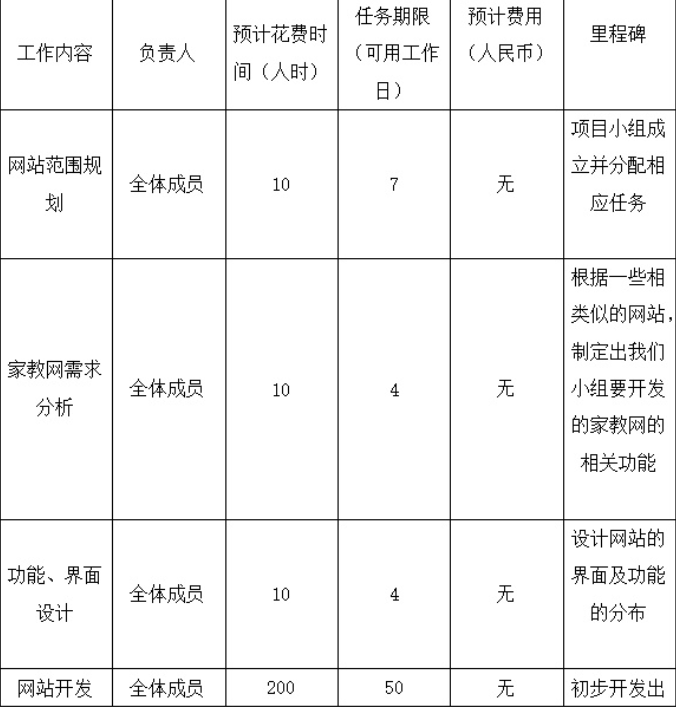 工作内容
负责人
预计花费时
间（人时）
任务期限
（可用工作
日）
预计费用
（人民币）
里程碑
网站范围规
划
全体成员
10
7
无
项目小组成
立并分配相
应任务
家教网需求
分析
全体成员
10
4
无
根据一些相
类似的网站，
制定出我们
小组要开发
的家教网的
相关功能
功能、界面
设计
全体成员
10
4
无
设计网站的
界面及功能
的分布
网站开发
全体成员
200
50
无
初步开发出